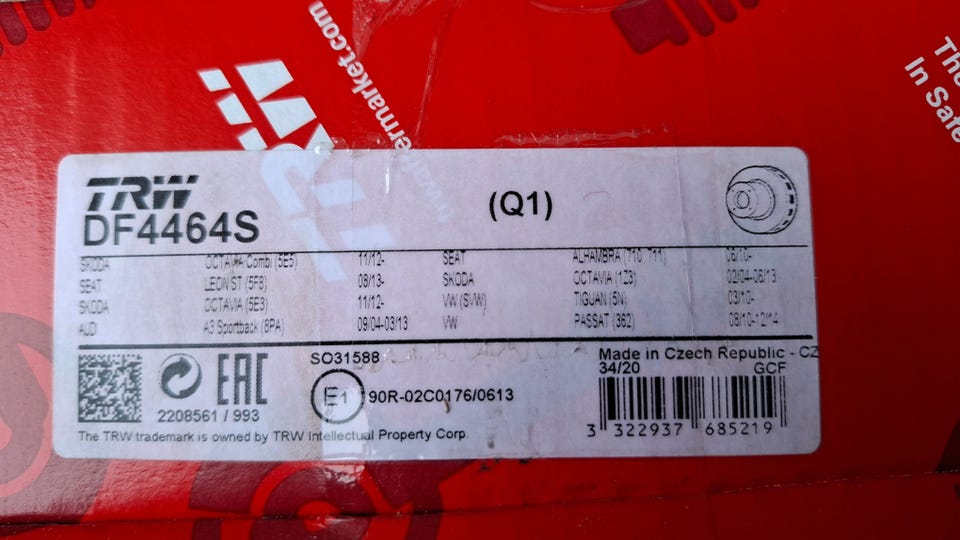 The
In Safe
TRW
DF4464S
(Q1)
SKODA OCTAVIA Combi (5E5) 11/12- SEAT ALHAMBRA (710, 711) 06/10-
SEAT LEON ST (5F8) 08/13- SKODA OCTAVIA (1Z3) 02/04-06/13
SKODA OCTAVIA (5E3) 11/12- VW (SVW) TIGUAN (5N) 03/10-
AUDI A3 Sportback (8PA) 09/04-03/13 VW PASSAT (362) 08/10-12/14
EAC
2208561 / 993
SO31588
E1 90R-02C0176/0613
Made in Czech Republic - CZ
34/20 GCF
3 322937 685219
The TRW trademark is owned by TRW Intellectual Property Corp.